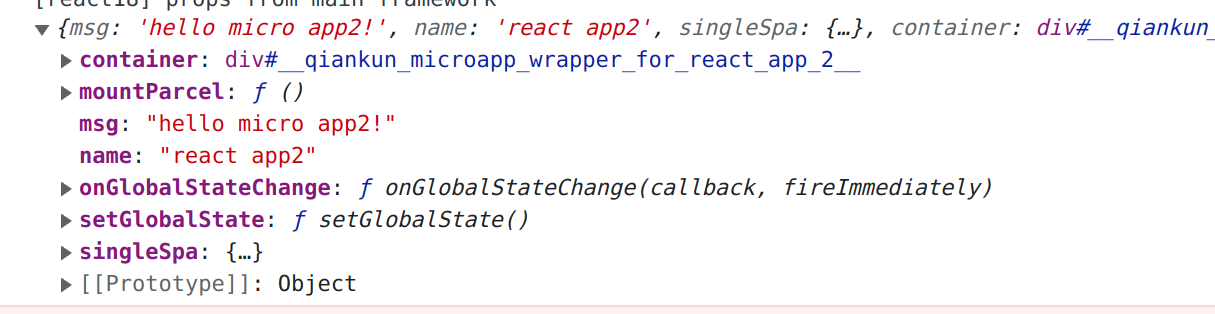 [react18] props from main framework
{msg: 'hello micro app2!', name: 'react app2', singleSpa: {…}, container: div#__qiankun_
container: div#__qiankun_microapp_wrapper_for_react_app_2__
mountParcel: ƒ ()
msg: "hello micro app2!"
name: "react app2"
onGlobalStateChange: ƒ onGlobalStateChange(callback, fireImmediately)
setGlobalState: ƒ setGlobalState()
singleSpa: {…}
[[Prototype]]: Object